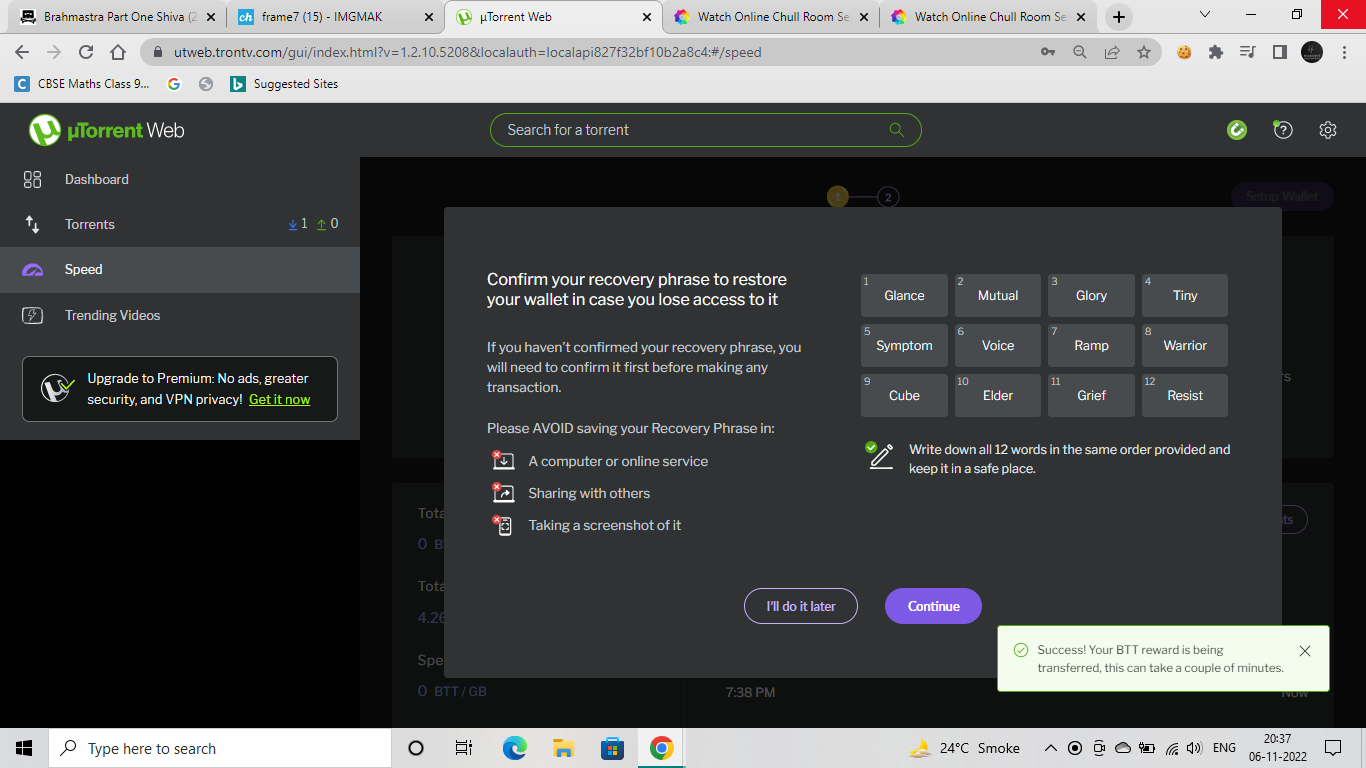 Brahmastra Part One Shiva (2
frame7 (15) - IMGMAK
µTorrent Web
Watch Online Chull Room Se
Watch Online Chull Room Se
utweb.trontv.com/gui/index.html?v=1.2.10.5208&localauth=localapi827f32bf10b2a8c4:#/speed
CBSE Maths Class 9...
Suggested Sites
µTorrent Web
Search for a torrent
Dashboard
Torrents 1 0
Speed
Trending Videos
Upgrade to Premium: No ads, greater
security, and VPN privacy! Get it now
1 2
Setup Wallet
Confirm your recovery phrase to restore
your wallet in case you lose access to it
If you haven't confirmed your recovery phrase, you
will need to confirm it first before making any
transaction.
Please AVOID saving your Recovery Phrase in:
A computer or online service
Sharing with others
Taking a screenshot of it
1 Glance 2 Mutual 3 Glory 4 Tiny
5 Symptom 6 Voice 7 Ramp 8 Warrior
9 Cube 10 Elder 11 Grief 12 Resist
Write down all 12 words in the same order provided and
keep it in a safe place.
I'll do it later
Continue
0 BTT / GB
7:38 PM
Now
Success! Your BTT reward is being
transferred, this can take a couple of minutes.
Type here to search
24°C Smoke
ENG
20:37
06-11-2022